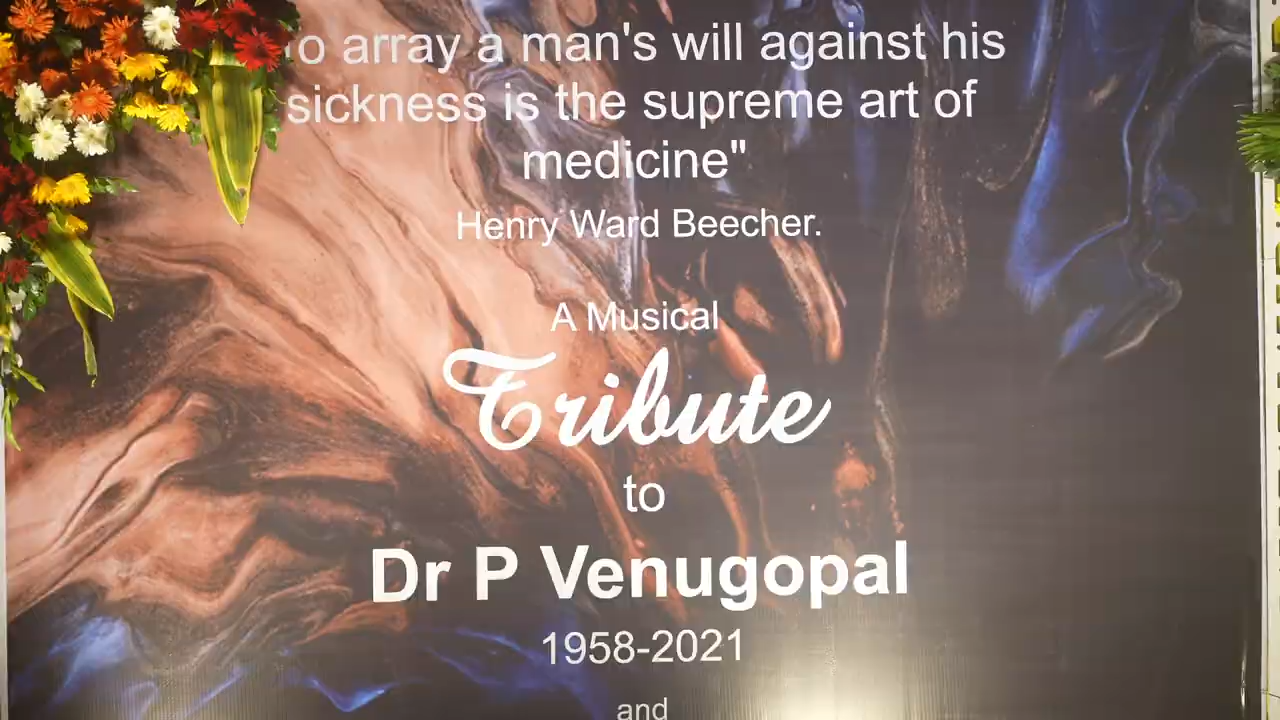 To array a man's will against his
sickness is the supreme art of
medicine"
Henry Ward Beecher.
A Musical
Tribute
to
Dr P Venugopal
1958-2021
and